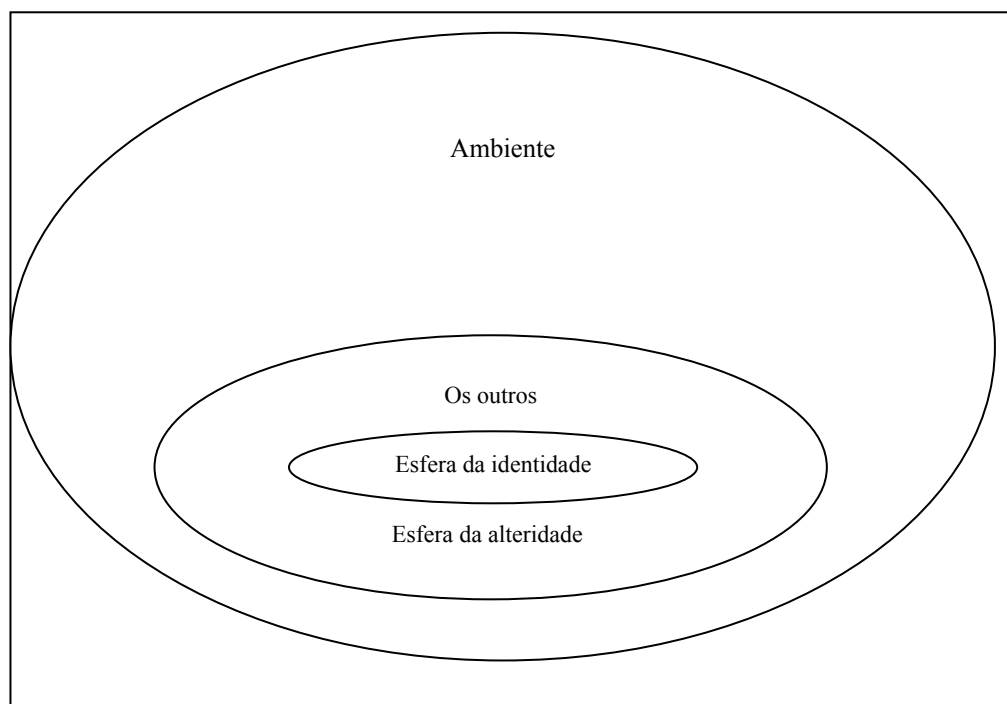 Ambiente
Os outros
Esfera da identidade
Esfera da alteridade